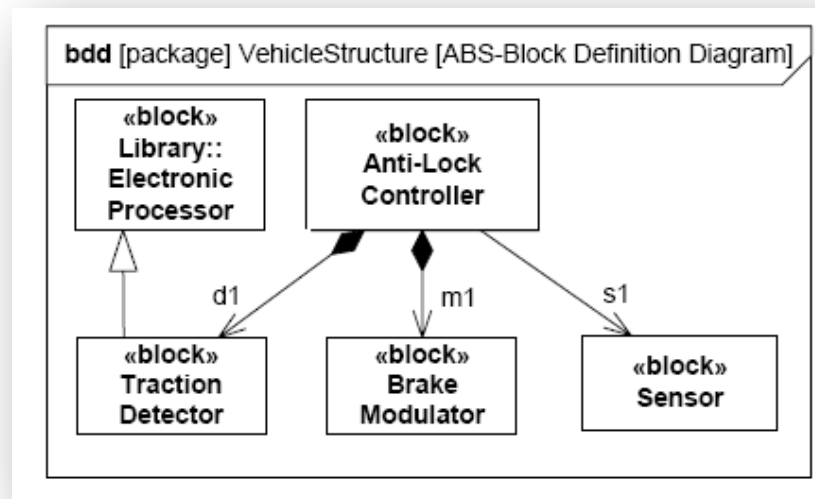 bdd [package] VehicleStructure [ABS-Block Definition Diagram]
«block»
Library::
Electronic
Processor
«block»
Anti-Lock
Controller
d1
m1
s1
«block»
Traction
Detector
«block»
Brake
Modulator
«block»
Sensor